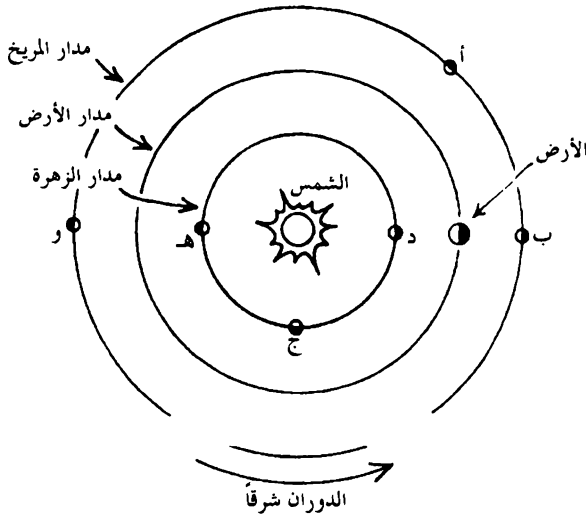 مدار المريخ
أ
مدار الأرض
الأرض
مدار الزهرة
الشمس
و
هـ
د
ب
ج
الدوران شرقاً